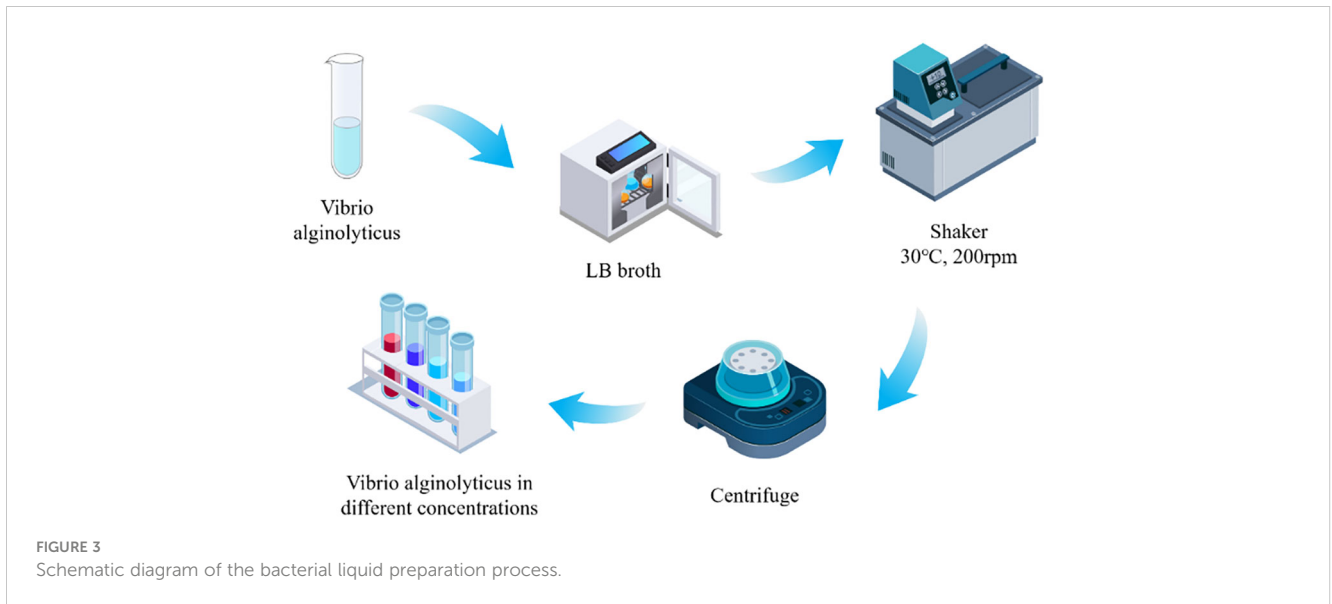 Vibrio
alginolyticus
LB broth
Shaker
30°C, 200rpm
Centrifuge
Vibrio alginolyticus in
different concentrations
FIGURE 3
Schematic diagram of the bacterial liquid preparation process.